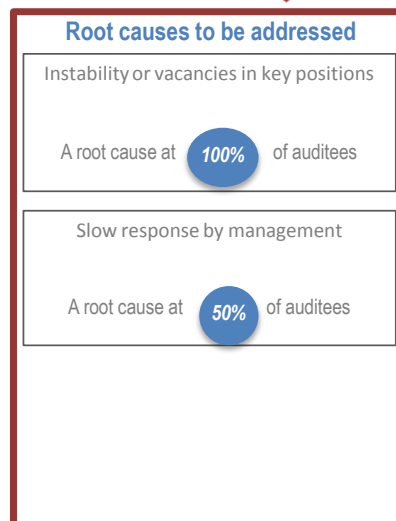 Root causes to be addressed
Instability or vacancies in key positions
A root cause at 100% of auditees
Slow response by management
A root cause at 50% of auditees